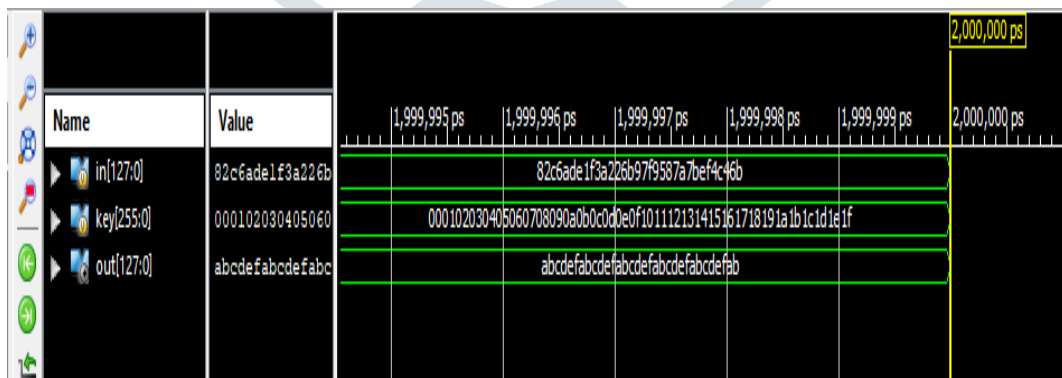 2,000,000 ps
Name Value 1,999,995 ps 1,999,996 ps 1,999,997 ps 1,999,998 ps 1,999,999 ps 2,000,000 ps
in[127:0] 82c6ade1f3a226b 82c6ade1f3a226b97f9587a7bef4c46b
key[255:0] 000102030405060 000102030405060708090a0b0c0d0e0f101112131415161718191a1b1c1d1e1f
out[127:0] abcdefabcdefabc abcdefabcdefabcdefabcdefabcdefab